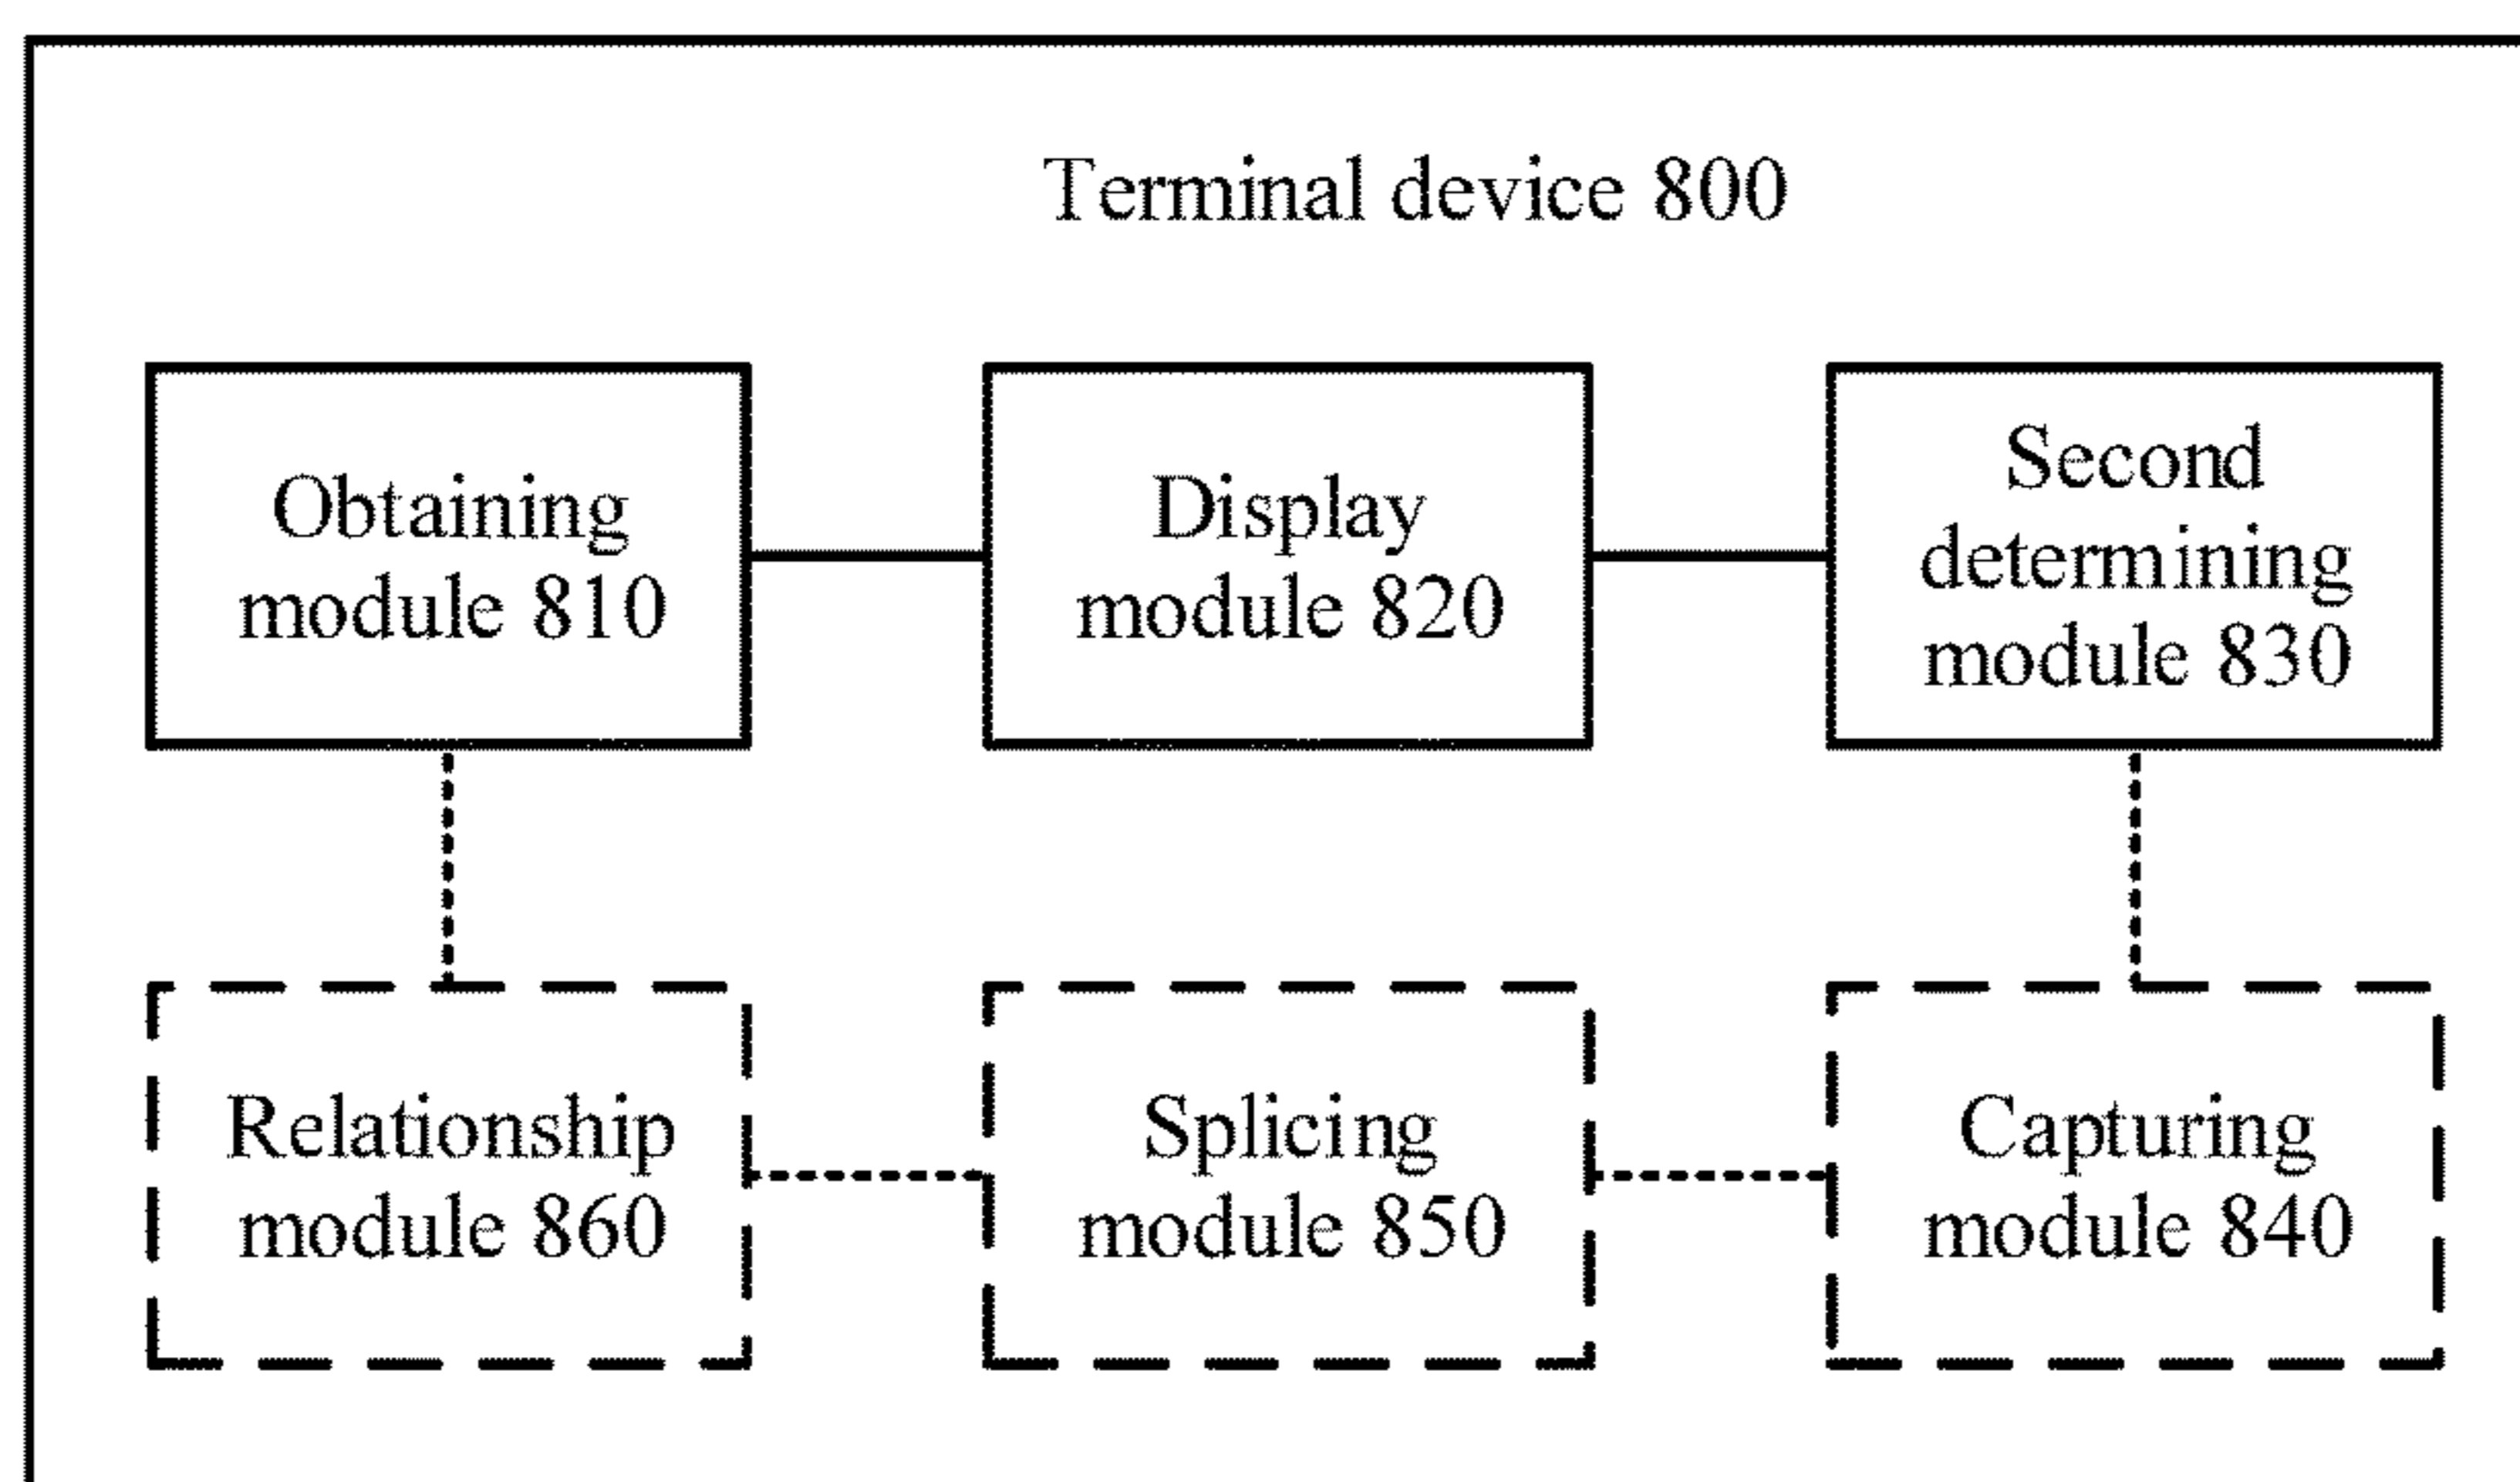 Terminal device 800
Obtaining
module 810
Display
module 820
Second
determining
module 830
Relationship
module 860
Splicing
module 850
Capturing
module 840